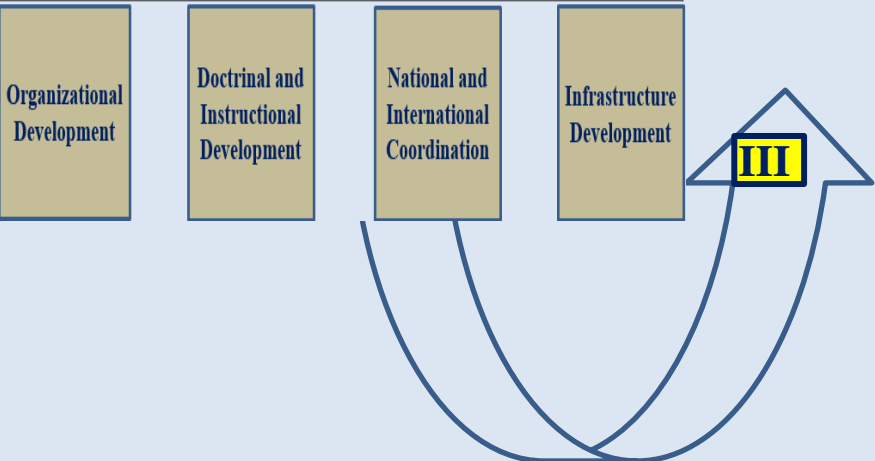 Organizational
Development
Doctrinal and
Instructional
Development
National and
International
Coordination
Infrastructure
Development
III